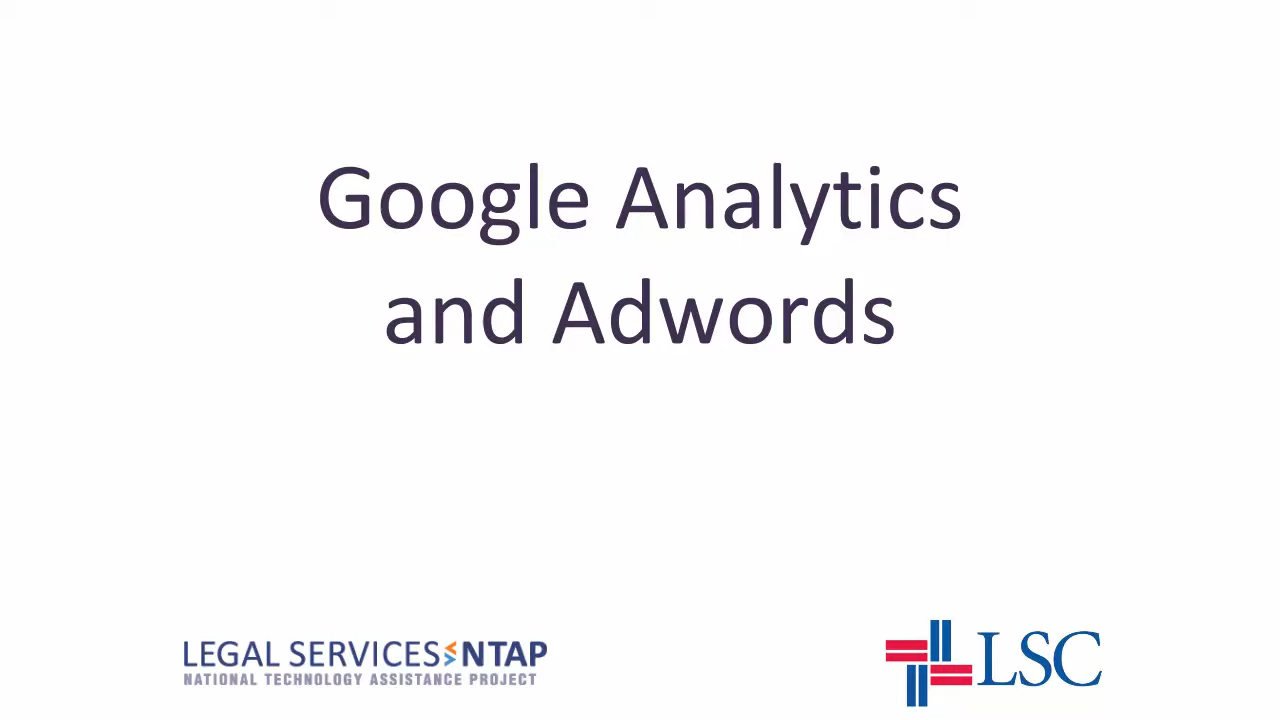 Google Analytics
and Adwords
LEGAL SERVICES NTAP
NATIONAL TECHNOLOGY ASSISTANCE PROJECT
LSC